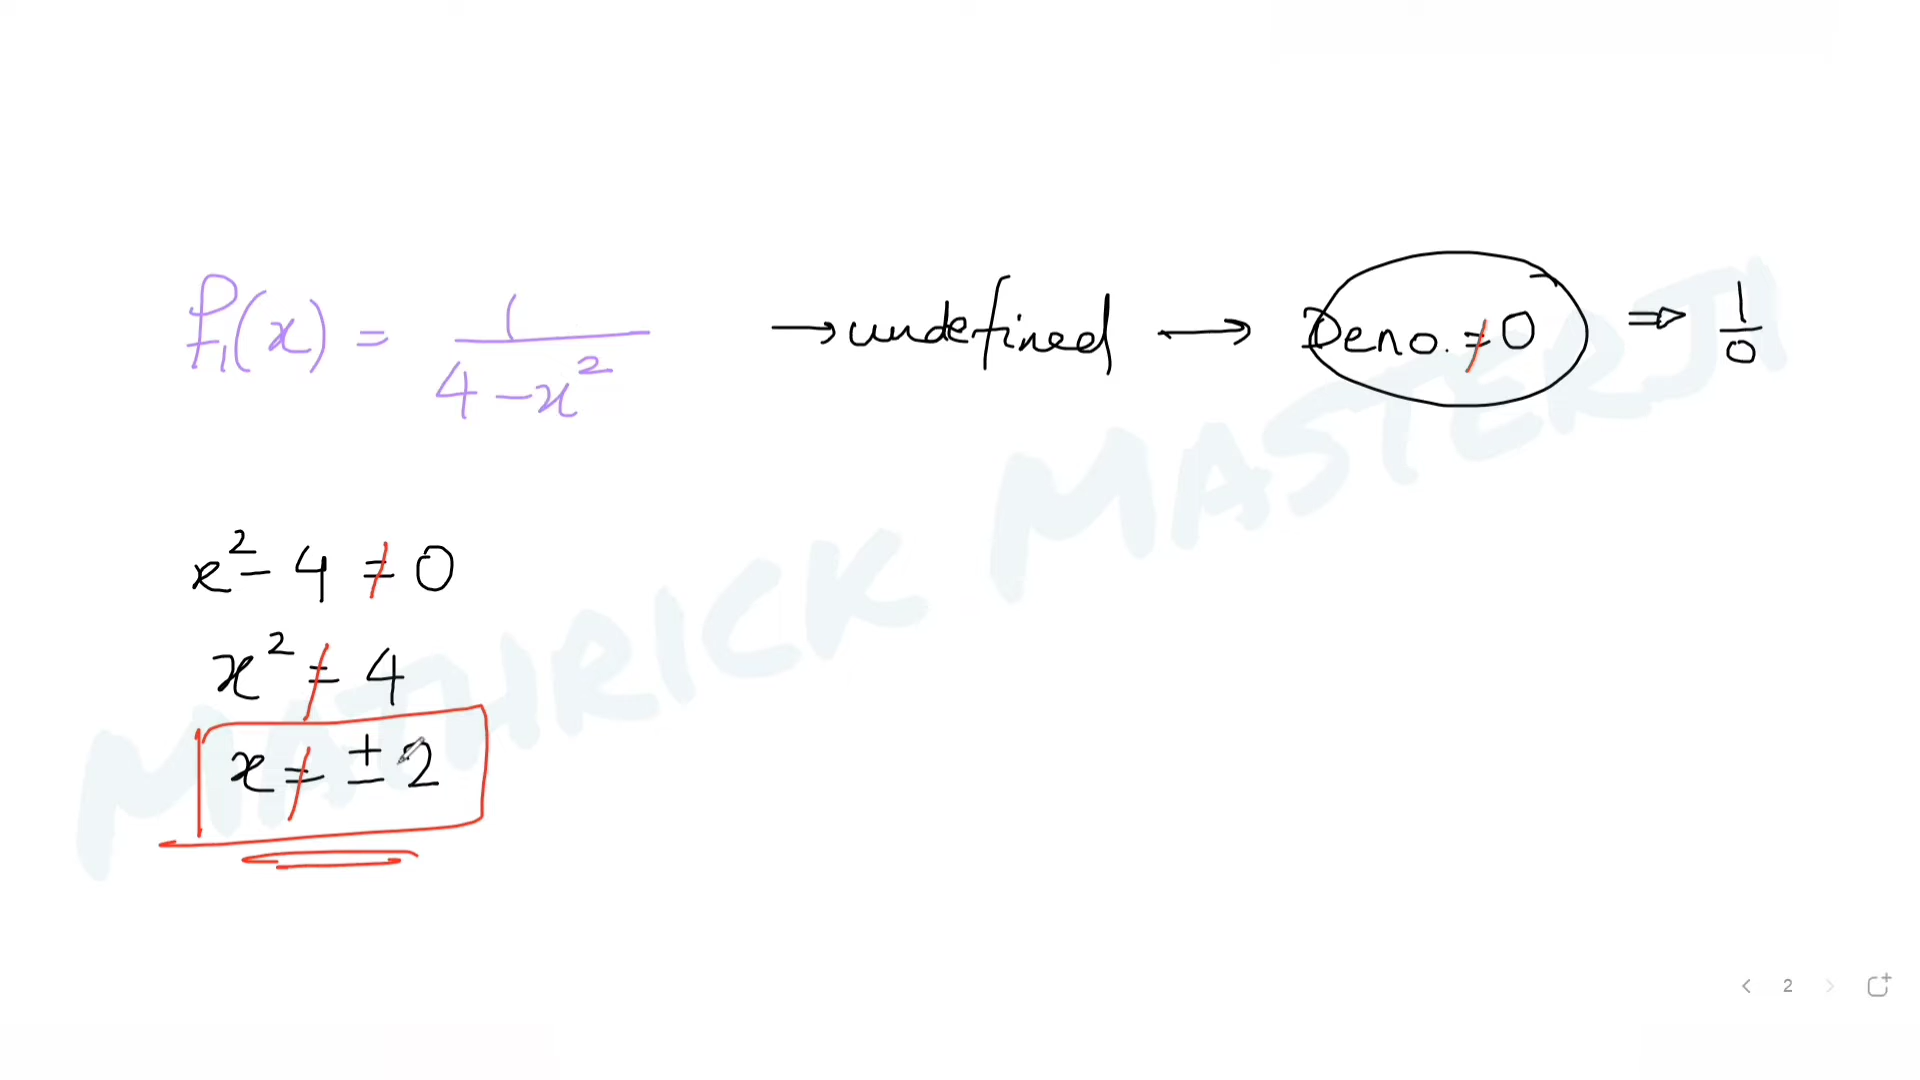 f₁(x) = 1/(4-x²) → undefined → Deno. ≠ 0 ⇒ 1/0
x² - 4 ≠ 0
x² ≠ 4
x ≠ ± 2
MATHRICK MASTERJI
2